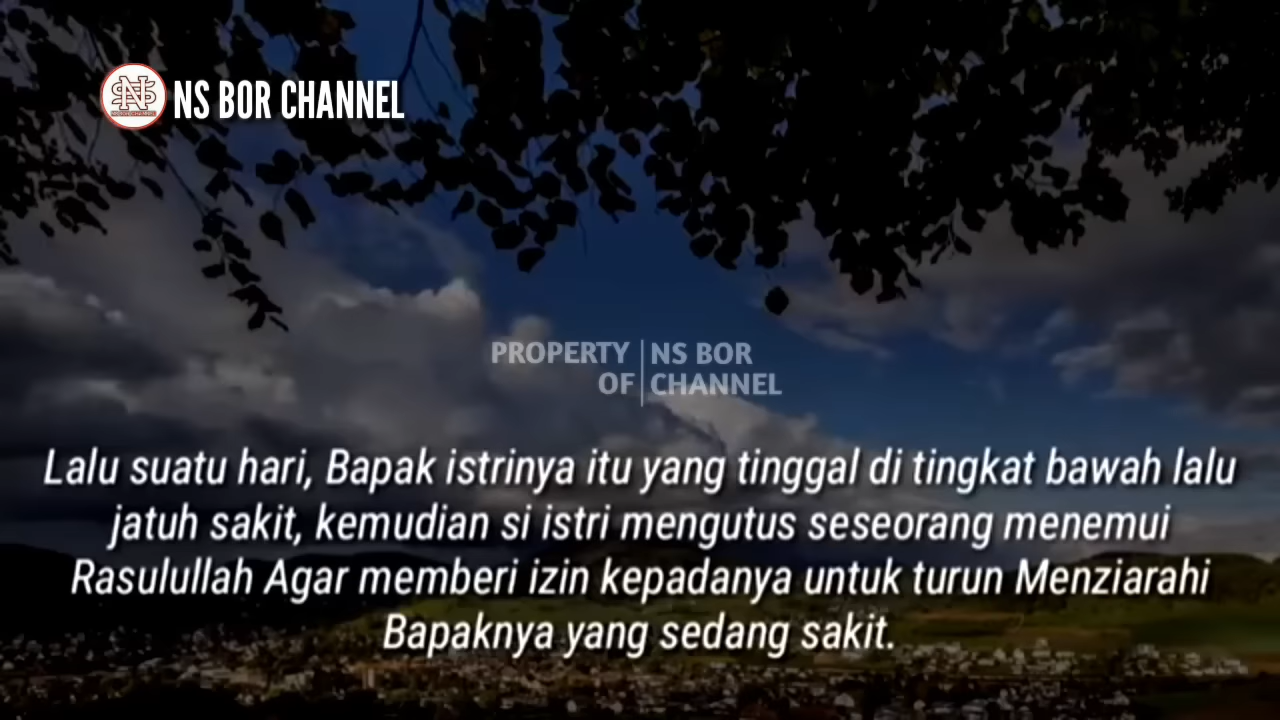 NS BOR CHANNEL
PROPERTY OF
NS BOR CHANNEL
Lalu suatu hari, Bapak istrinya itu yang tinggal di tingkat bawah lalu
jatuh sakit, kemudian si istri mengutus seseorang menemui
Rasulullah Agar memberi izin kepadanya untuk turun Menziarahi
Bapaknya yang sedang sakit.